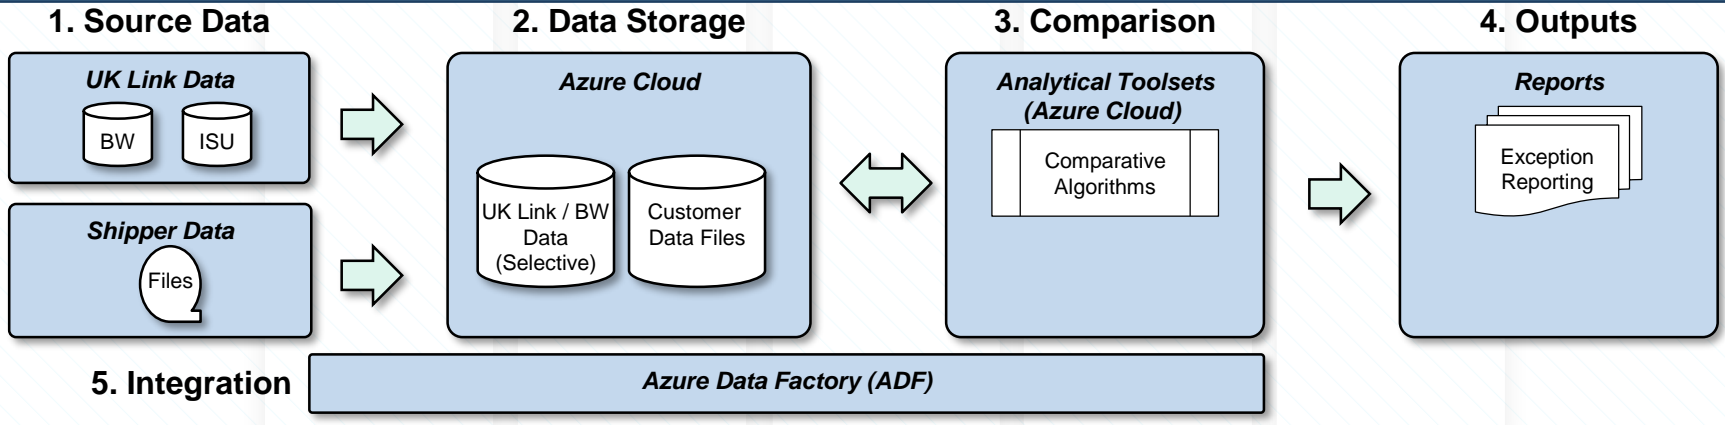 1. Source Data
2. Data Storage
3. Comparison
4. Outputs
UK Link Data
BW
ISU
Shipper Data
Files
Azure Cloud
UK Link / BW
Data
(Selective)
Customer
Data Files
Analytical Toolsets
(Azure Cloud)
Comparative
Algorithms
Reports
Exception
Reporting
5. Integration
Azure Data Factory (ADF)